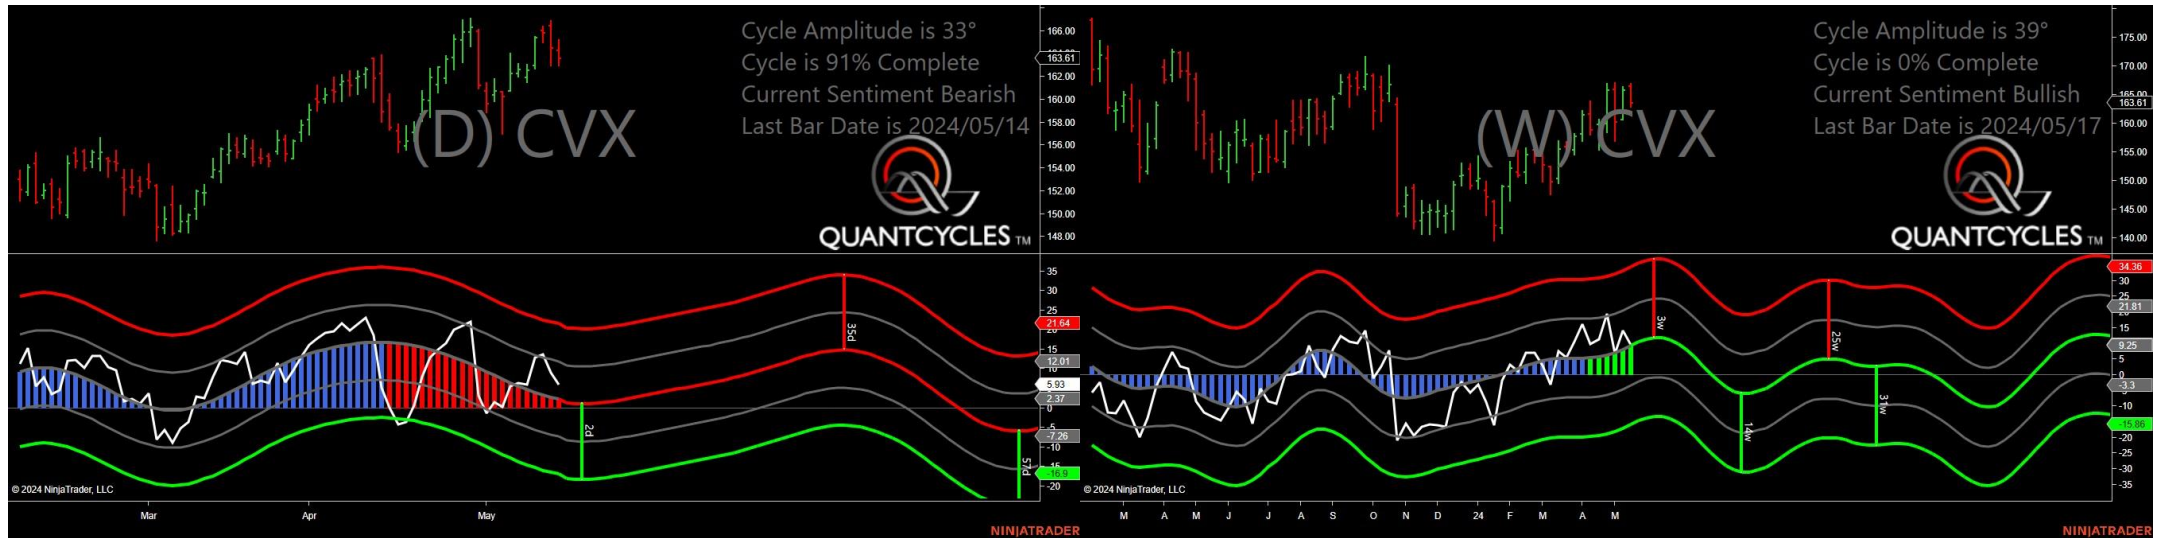 Cycle Amplitude is 33°
Cycle is 91% Complete
Current Sentiment Bearish
Last Bar Date is 2024/05/14
(D) CVX
QUANTCYCLES TM
166.00
163.61
162.00
160.00
158.00
156.00
154.00
152.00
150.00
148.00
35
30
25
21.64
15
12.01
10
5.93
2.37
0
-5
-7.26
-10
-15
-16.9
-20
35d
2d
57d
© 2024 NinjaTrader, LLC
Mar Apr May
NINJATRADER
Cycle Amplitude is 39°
Cycle is 0% Complete
Current Sentiment Bullish
Last Bar Date is 2024/05/17
(W) CVX
QUANTCYCLES TM
175.00
170.00
165.00
163.61
160.00
155.00
150.00
145.00
140.00
34.36
30
25
21.81
15
9.25
5
0
-3.3
-10
-15.86
-20
-25
-30
-35
3w
14w
25w
31w
© 2024 NinjaTrader, LLC
M A M J J A S O N D 24 F M A M
NINJATRADER